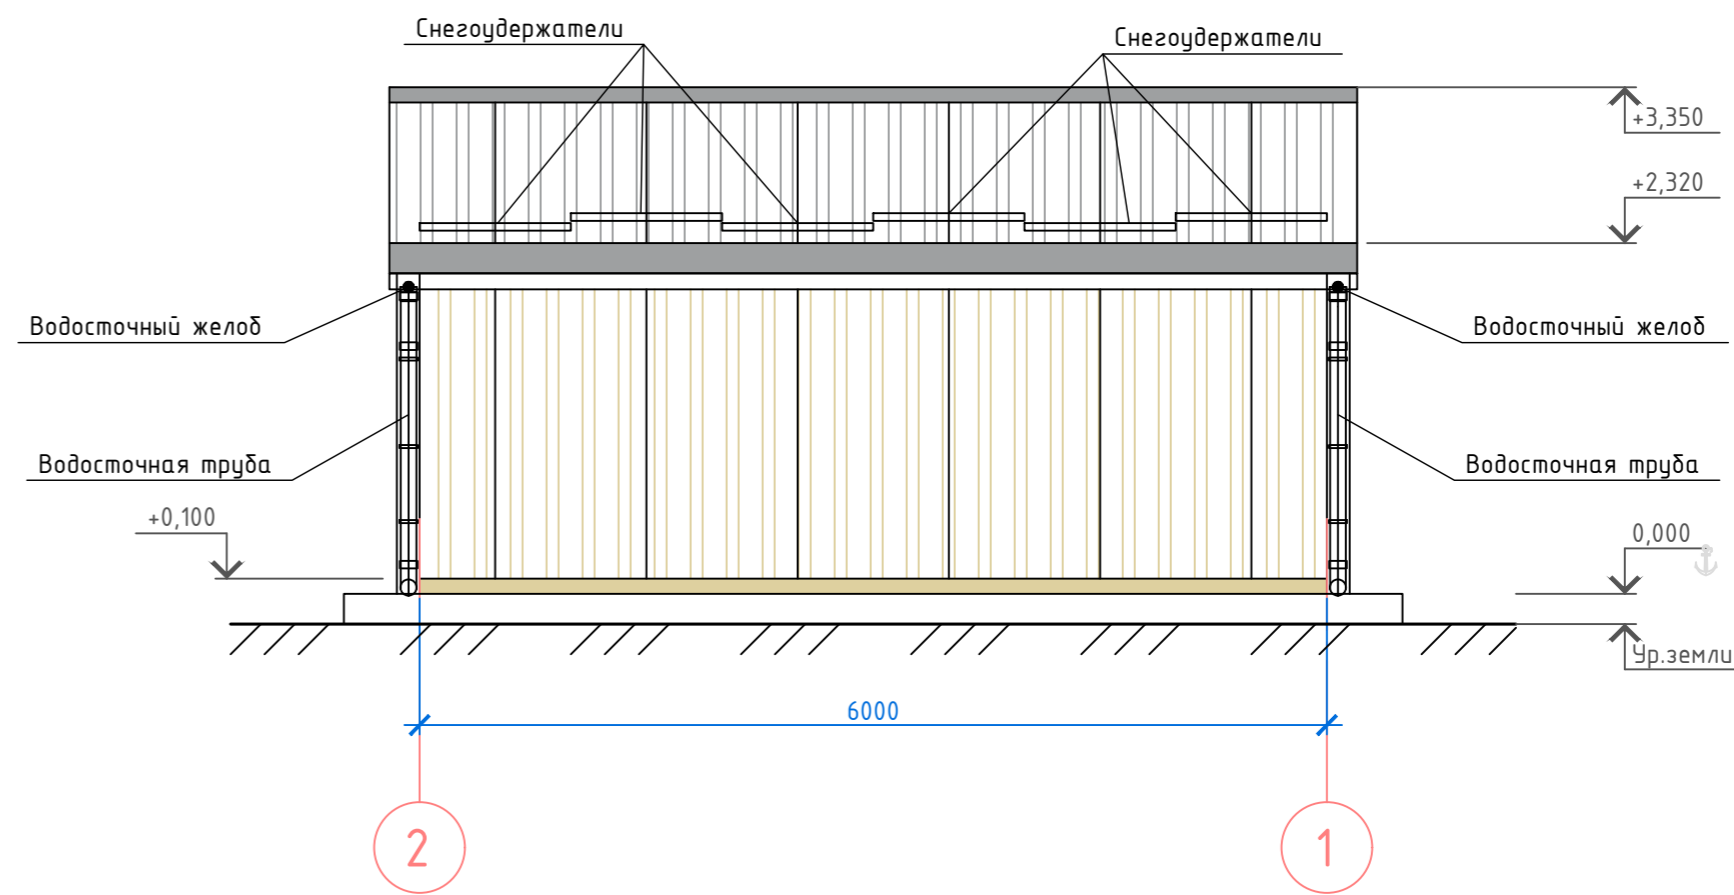 Снегоудержатели
Снегоудержатели
+3,350
+2,320
Водосточный желоб
Водосточный желоб
Водосточная труба
Водосточная труба
+0,100
0,000
Ур.земли
6000
2
1